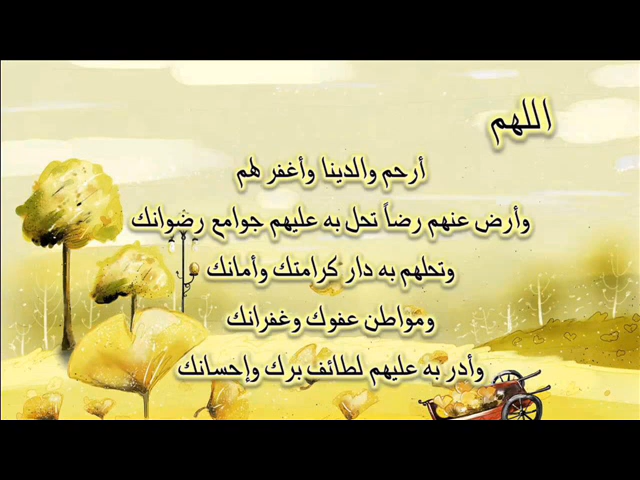 اللهم
أرحم والدينا وأغفر لهم
وأرض عنهم رضاً تحل به عليهم جوامع رضوانك
وتحلهم به دار كرامتك وأمانك
ومواطن عفوك وغفرانك
وأدر به عليهم لطائف برك وإحسانك